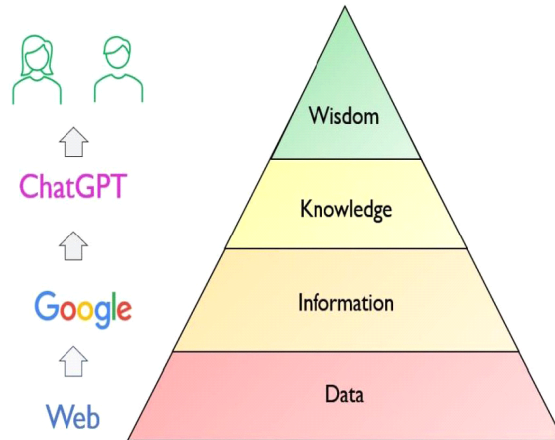 Wisdom
ChatGPT
Knowledge
Google
Information
Web
Data